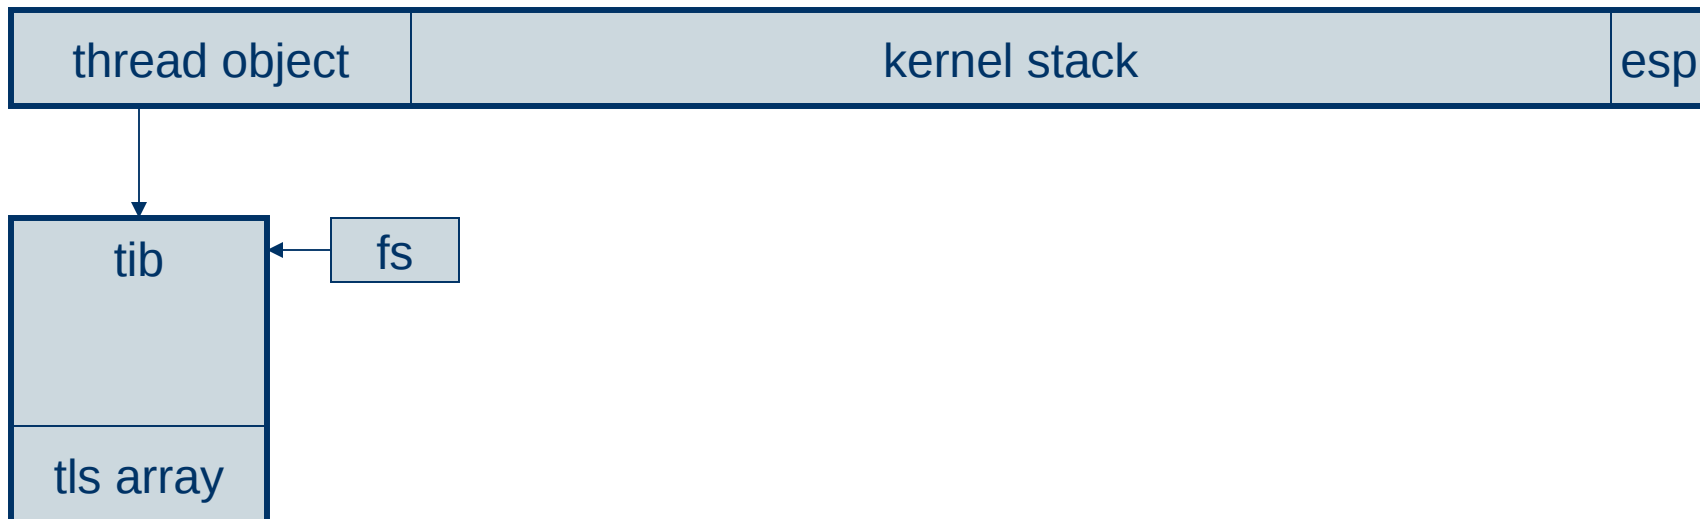 thread object
kernel stack
esp
tib
fs
tls array